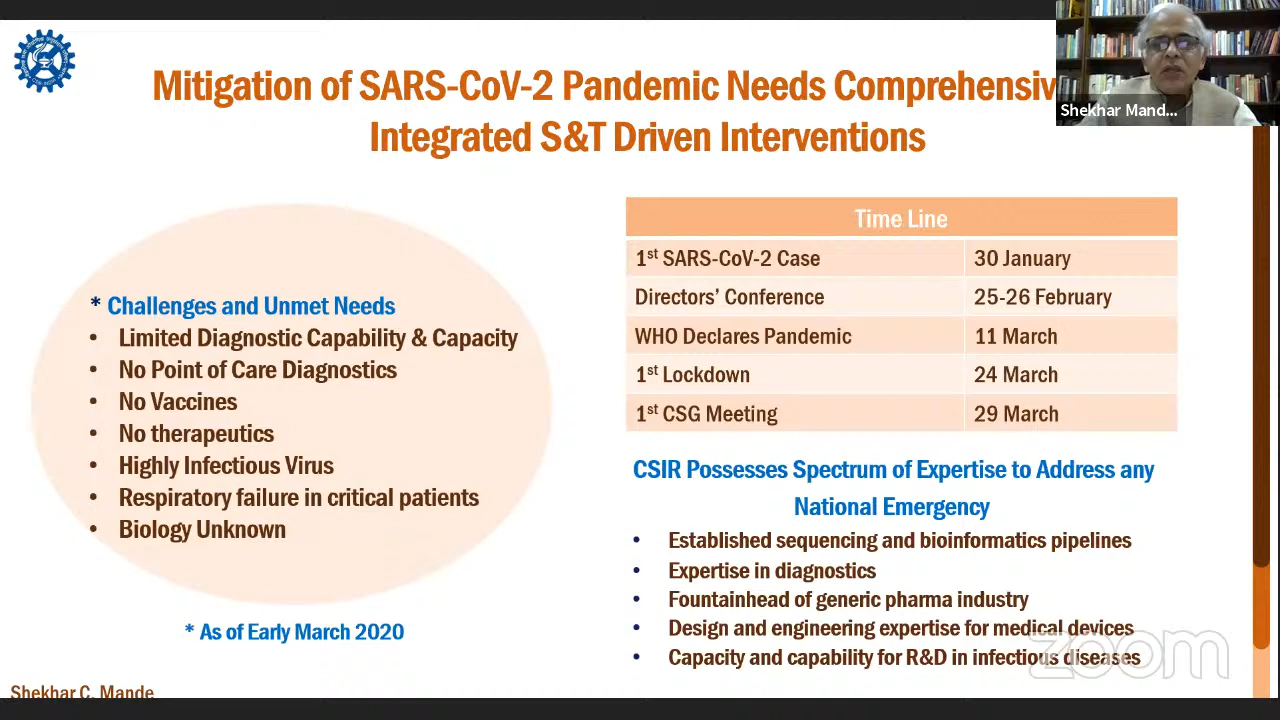 Mitigation of SARS-CoV-2 Pandemic Needs Comprehensiv
Integrated S&T Driven Interventions
Shekhar Mand...
* Challenges and Unmet Needs
• Limited Diagnostic Capability & Capacity
• No Point of Care Diagnostics
• No Vaccines
• No therapeutics
• Highly Infectious Virus
• Respiratory failure in critical patients
• Biology Unknown
* As of Early March 2020
Time Line
1st SARS-CoV-2 Case 30 January
Directors’ Conference 25-26 February
WHO Declares Pandemic 11 March
1st Lockdown 24 March
1st CSG Meeting 29 March
CSIR Possesses Spectrum of Expertise to Address any
National Emergency
• Established sequencing and bioinformatics pipelines
• Expertise in diagnostics
• Fountainhead of generic pharma industry
• Design and engineering expertise for medical devices
• Capacity and capability for R&D in infectious diseases
zoom
Shekhar C. Mande